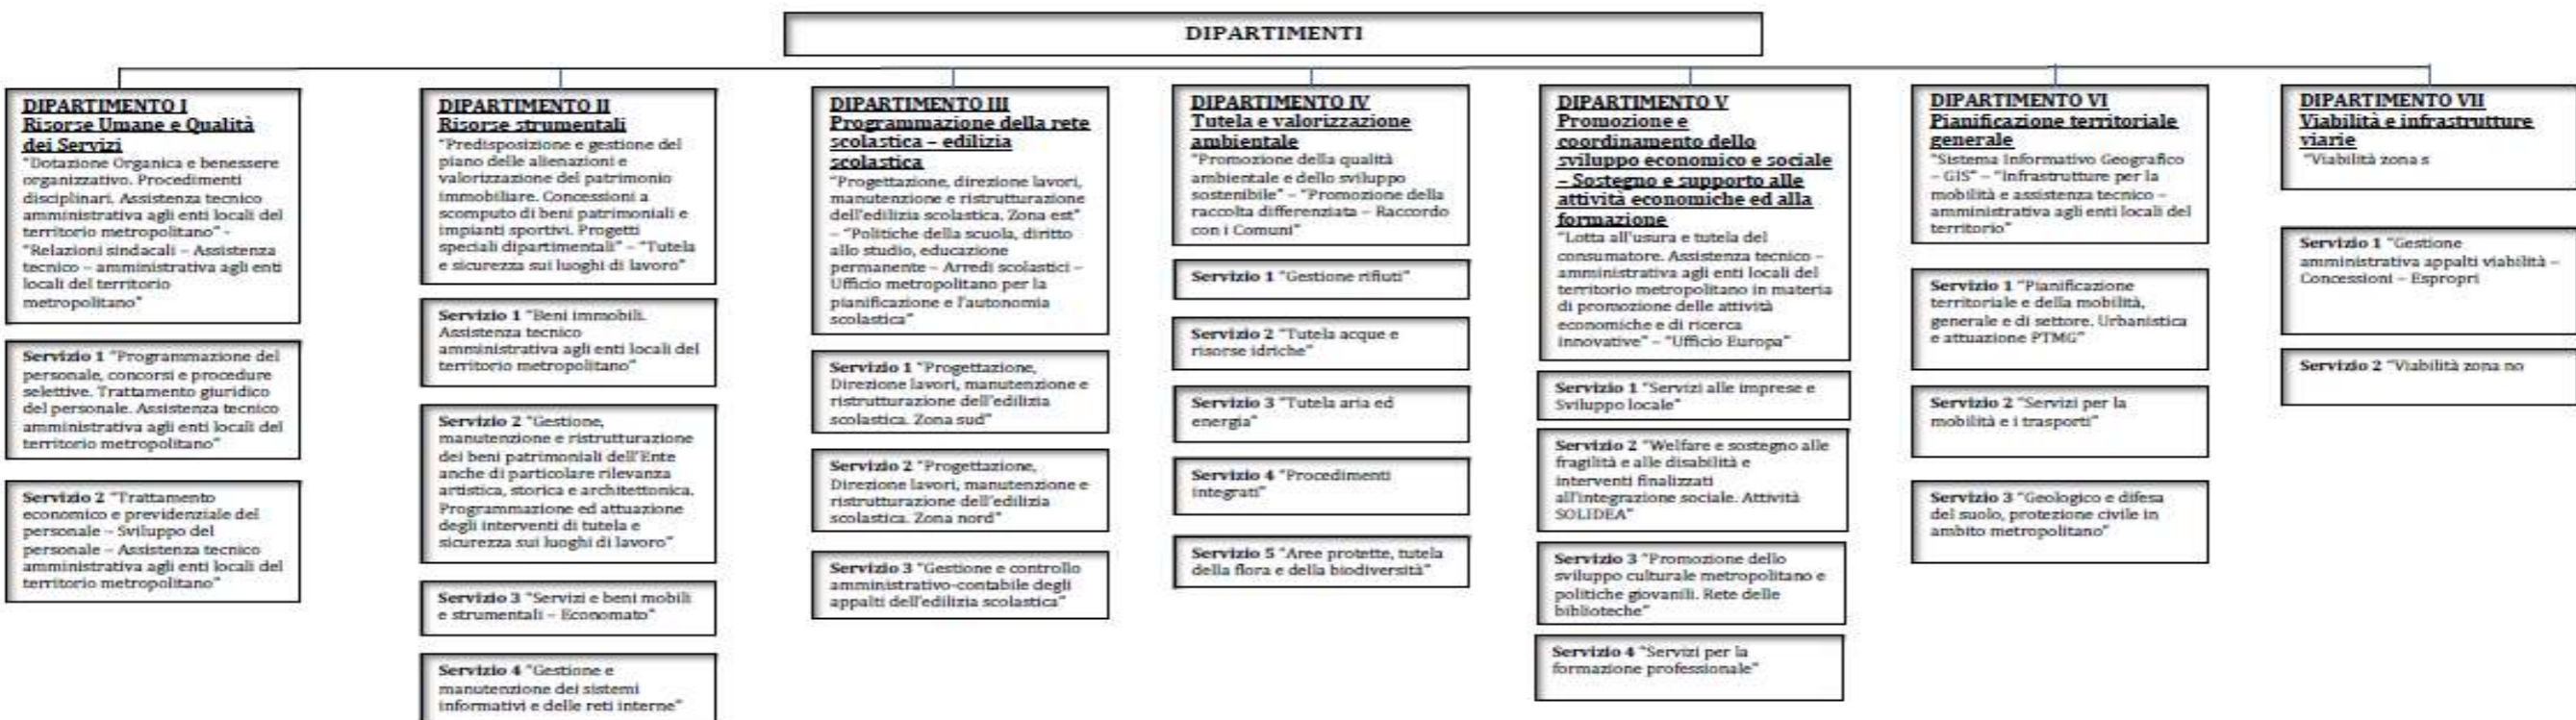 DIPARTIMENTI
DIPARTIMENTO I
Risorse Umane e Qualità
dei Servizi
"Dotazione Organica e benessere
organizzativo. Procedimenti
disciplinari. Assistenza tecnico
amministrativa agli enti locali del
territorio metropolitano" -
"Relazioni sindacali – Assistenza
tecnico – amministrativa agli enti
locali del territorio
metropolitano"
Servizio 1 "Programmazione del
personale, concorsi e procedure
selettive. Trattamento giuridico
del personale. Assistenza tecnico
amministrativa agli enti locali del
territorio metropolitano"
Servizio 2 "Trattamento
economico e previdenziale del
personale – Sviluppo del
personale – Assistenza tecnico
amministrativa agli enti locali del
territorio metropolitano"
DIPARTIMENTO II
Risorse strumentali
"Predisposizione e gestione del
piano delle alienazioni e
valorizzazione del patrimonio
immobiliare. Concessioni a
scomputo di beni patrimoniali e
impianti sportivi. Progetti
speciali dipartimentali" – "Tutela
e sicurezza sui luoghi di lavoro"
Servizio 1 "Beni immobili.
Assistenza tecnico
amministrativa agli enti locali del
territorio metropolitano"
Servizio 2 "Gestione,
manutenzione e ristrutturazione
dei beni patrimoniali dell'Ente
anche di particolare rilevanza
artistica, storica e architettonica.
Programmazione ed attuazione
degli interventi di tutela e
sicurezza sui luoghi di lavoro"
Servizio 3 "Servizi e beni mobili
e strumentali – Economato"
Servizio 4 "Gestione e
manutenzione dei sistemi
informativi e delle reti interne"
DIPARTIMENTO III
Programmazione della rete
scolastica – edilizia
scolastica
"Progettazione, direzione lavori,
manutenzione e ristrutturazione
dell'edilizia scolastica. Zona est"
– "Politiche della scuola, diritto
allo studio, educazione
permanente – Arredi scolastici –
Ufficio metropolitano per la
pianificazione e l'autonomia
scolastica"
Servizio 1 "Progettazione,
Direzione lavori, manutenzione e
ristrutturazione dell'edilizia
scolastica. Zona sud"
Servizio 2 "Progettazione,
Direzione lavori, manutenzione e
ristrutturazione dell'edilizia
scolastica. Zona nord"
Servizio 3 "Gestione e controllo
amministrativo-contabile degli
appalti dell'edilizia scolastica"
DIPARTIMENTO IV
Tutela e valorizzazione
ambientale
"Promozione della qualità
ambientale e dello sviluppo
sostenibile" – "Promozione della
raccolta differenziata – Raccordo
con i Comuni"
Servizio 1 "Gestione rifiuti"
Servizio 2 "Tutela acque e
risorse idriche"
Servizio 3 "Tutela aria ed
energia"
Servizio 4 "Procedimenti
integrati"
Servizio 5 "Aree protette, tutela
della flora e della biodiversità"
DIPARTIMENTO V
Promozione e
coordinamento dello
sviluppo economico e sociale
– Sostegno e supporto alle
attività economiche ed alla
formazione
"Lotta all'usura e tutela del
consumatore. Assistenza tecnico –
amministrativa agli enti locali del
territorio metropolitano in materia
di promozione delle attività
economiche e di ricerca
innovative" – "Ufficio Europa"
Servizio 1 "Servizi alle imprese e
Sviluppo locale"
Servizio 2 "Welfare e sostegno alle
fragilità e alle disabilità e
interventi finalizzati
all'integrazione sociale. Attività
SOLIDEA"
Servizio 3 "Promozione dello
sviluppo culturale metropolitano e
politiche giovanili. Rete delle
biblioteche"
Servizio 4 "Servizi per la
formazione professionale"
DIPARTIMENTO VI
Pianificazione territoriale
generale
"Sistema Informativo Geografico
– GIS" – "Infrastrutture per la
mobilità e assistenza tecnico –
amministrativa agli enti locali del
territorio"
Servizio 1 "Pianificazione
territoriale e della mobilità,
generale e di settore. Urbanistica
e attuazione PTMG"
Servizio 2 "Servizi per la
mobilità e i trasporti"
Servizio 3 "Geologico e difesa
del suolo, protezione civile in
ambito metropolitano"
DIPARTIMENTO VII
Viabilità e infrastrutture
viarie
"Viabilità zona s
Servizio 1 "Gestione
amministrativa appalti viabilità –
Concessioni – Espropri
Servizio 2 "Viabilità zona no